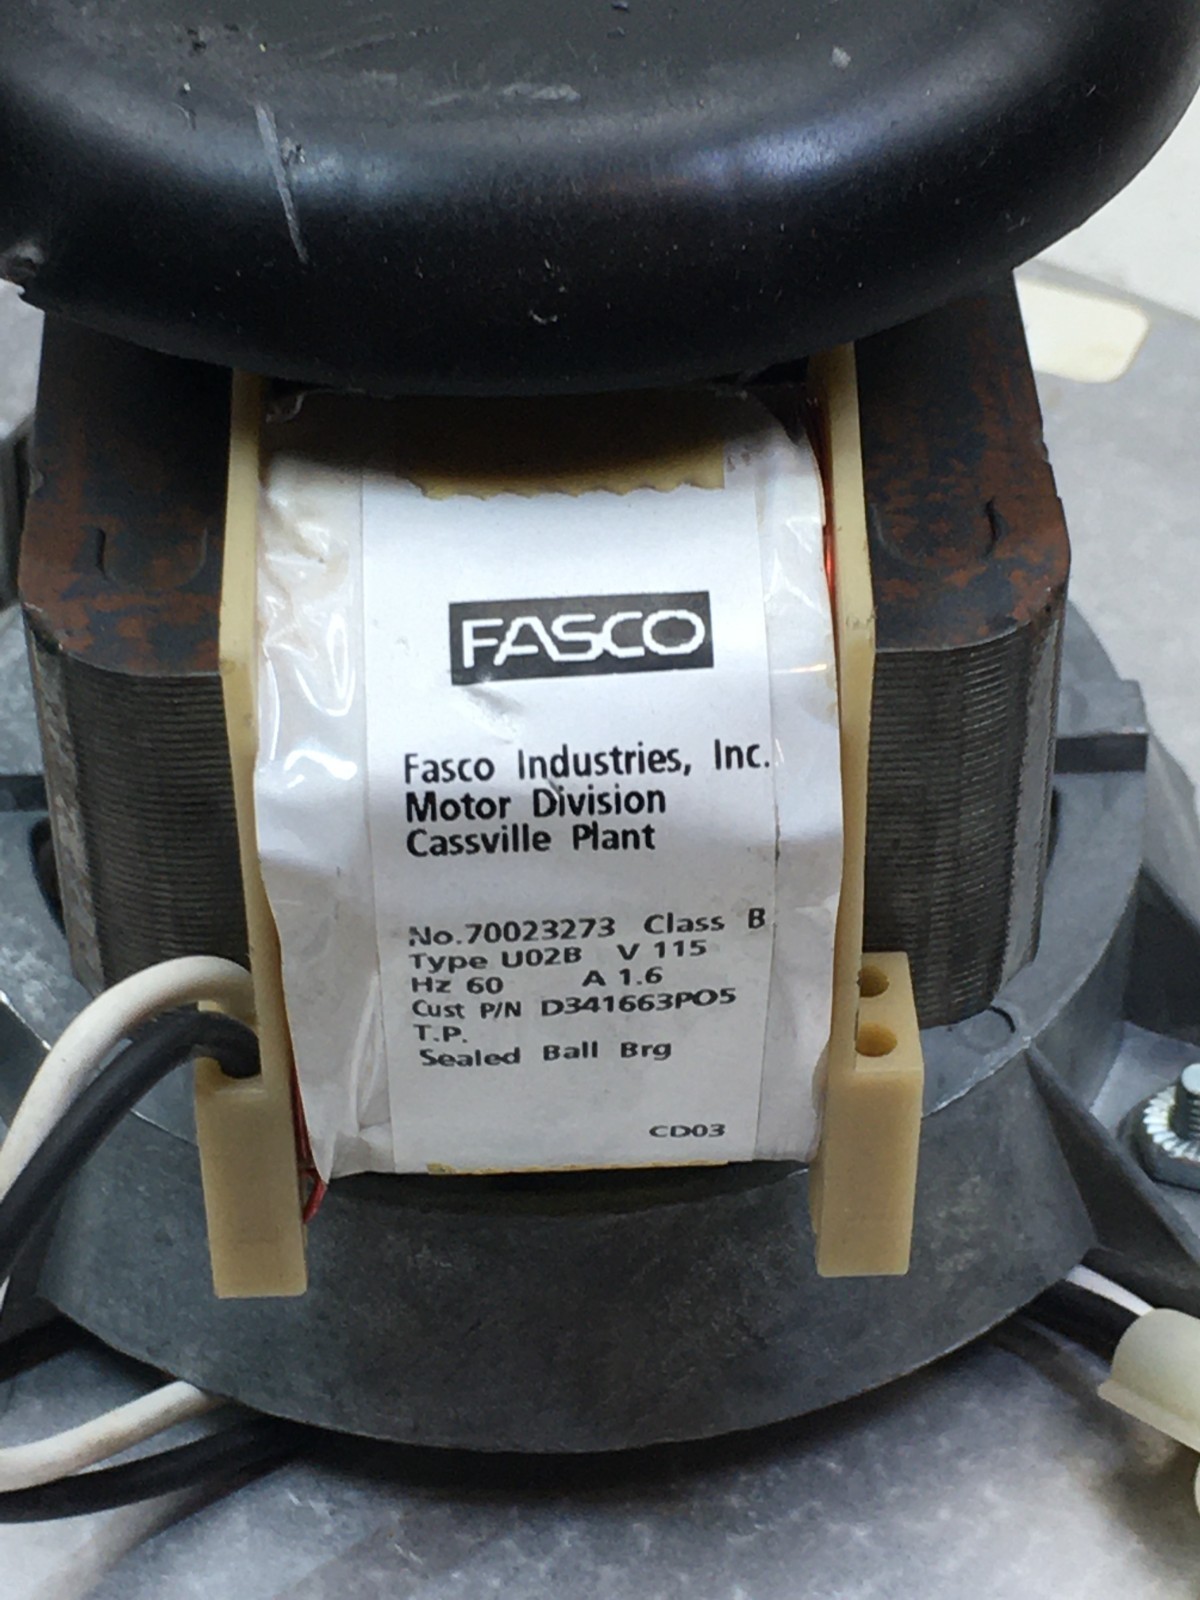 FASCO
Fasco Industries, Inc.
Motor Division
Cassville Plant
No.70023273 Class B
Type U02B V 115
Hz 60 A 1.6
Cust P/N D341663PO5
T.P.
Sealed Ball Brg
CD03